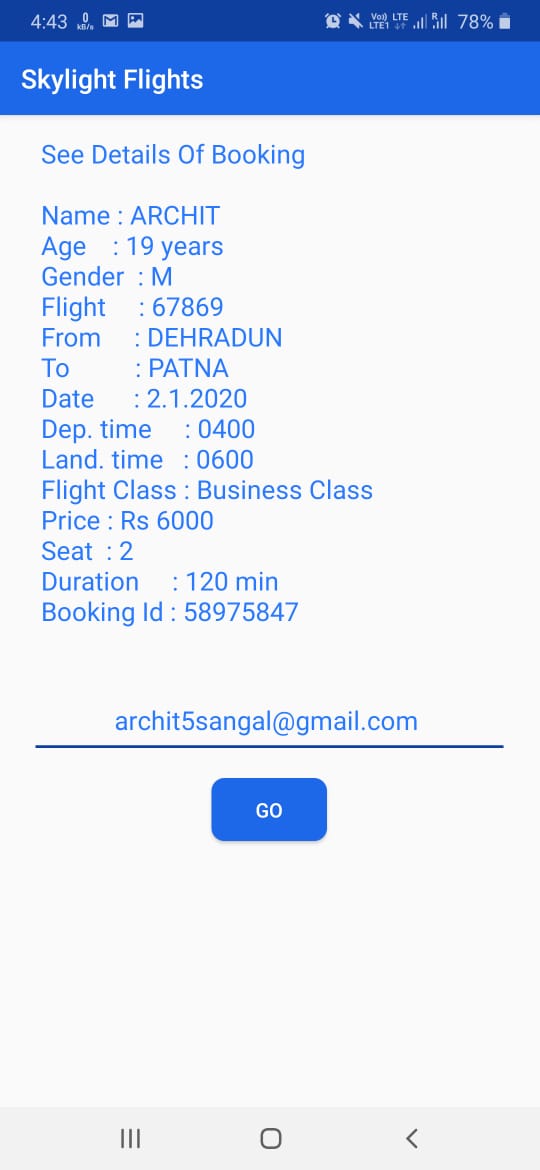 4:43 0 kB/s Vo)) LTE LTE1 R 78%
Skylight Flights
See Details Of Booking
Name : ARCHIT
Age : 19 years
Gender : M
Flight : 67869
From : DEHRADUN
To : PATNA
Date : 2.1.2020
Dep. time : 0400
Land. time : 0600
Flight Class : Business Class
Price : Rs 6000
Seat : 2
Duration : 120 min
Booking Id : 58975847
archit5sangal@gmail.com
GO